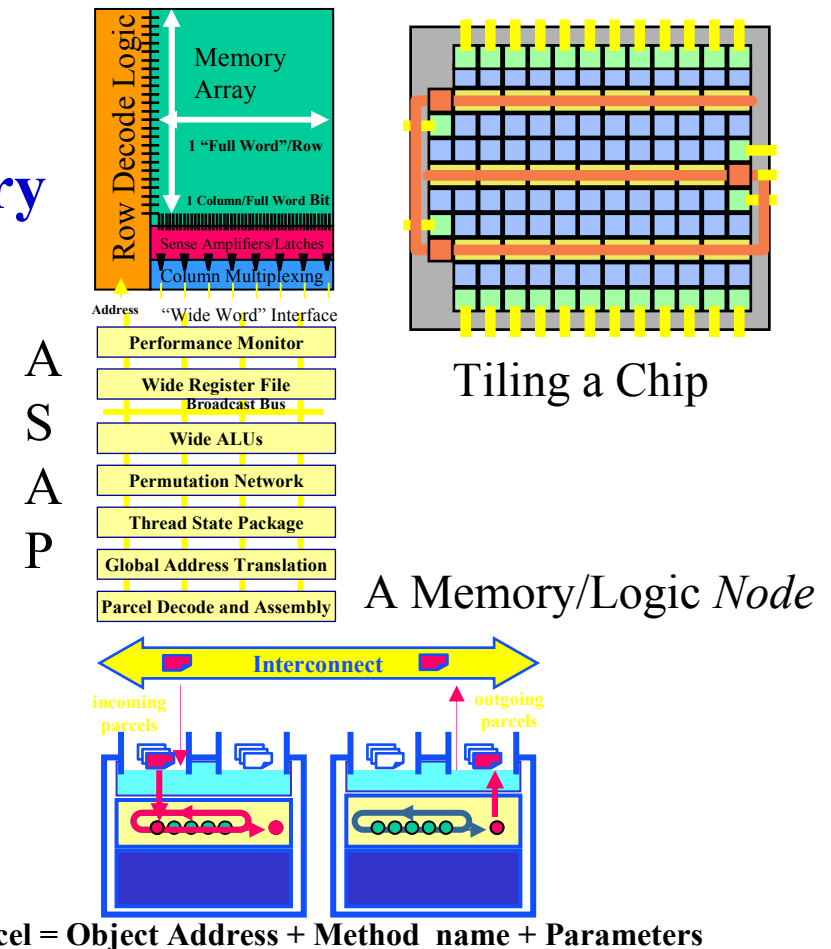 Row Decode Logic
Memory
Array
1 “Full Word”/Row
1 Column/Full Word Bit
Sense Amplifiers/Latches
Column Multiplexing
ry
Address
“Wide Word” Interface
Performance Monitor
Wide Register File
Broadcast Bus
Wide ALUs
Permutation Network
Thread State Package
Global Address Translation
Parcel Decode and Assembly
A
S
A
P
Tiling a Chip
A Memory/Logic Node
Interconnect
incoming
parcels
outgoing
parcels
cel = Object Address + Method_name + Parameters